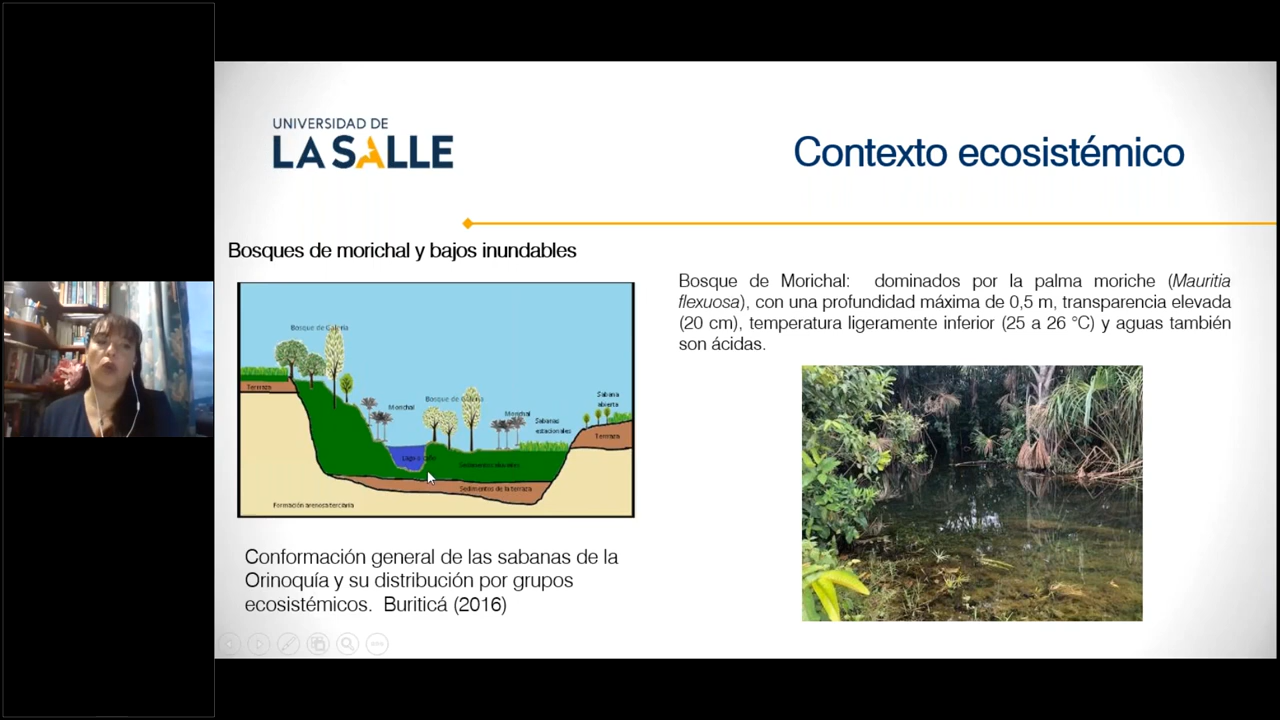 UNIVERSIDAD DE
LA SALLE
Contexto ecosistémico
Bosques de morichal y bajos inundables
Bosque de Galería
Terraza
Morichal
Bosque de Galería
Morichal
Sabanas
estacionales
Sabana
abierta
Terraza
Sedimentos de la terraza
Formación arenosa terciaria
Conformación general de las sabanas de la
Orinoquía y su distribución por grupos
ecosistémicos. Buriticá (2016)
Bosque de Morichal: dominados por la palma moriche (Mauritia
flexuosa), con una profundidad máxima de 0,5 m, transparencia elevada
(20 cm), temperatura ligeramente inferior (25 a 26 °C) y aguas también
son ácidas.